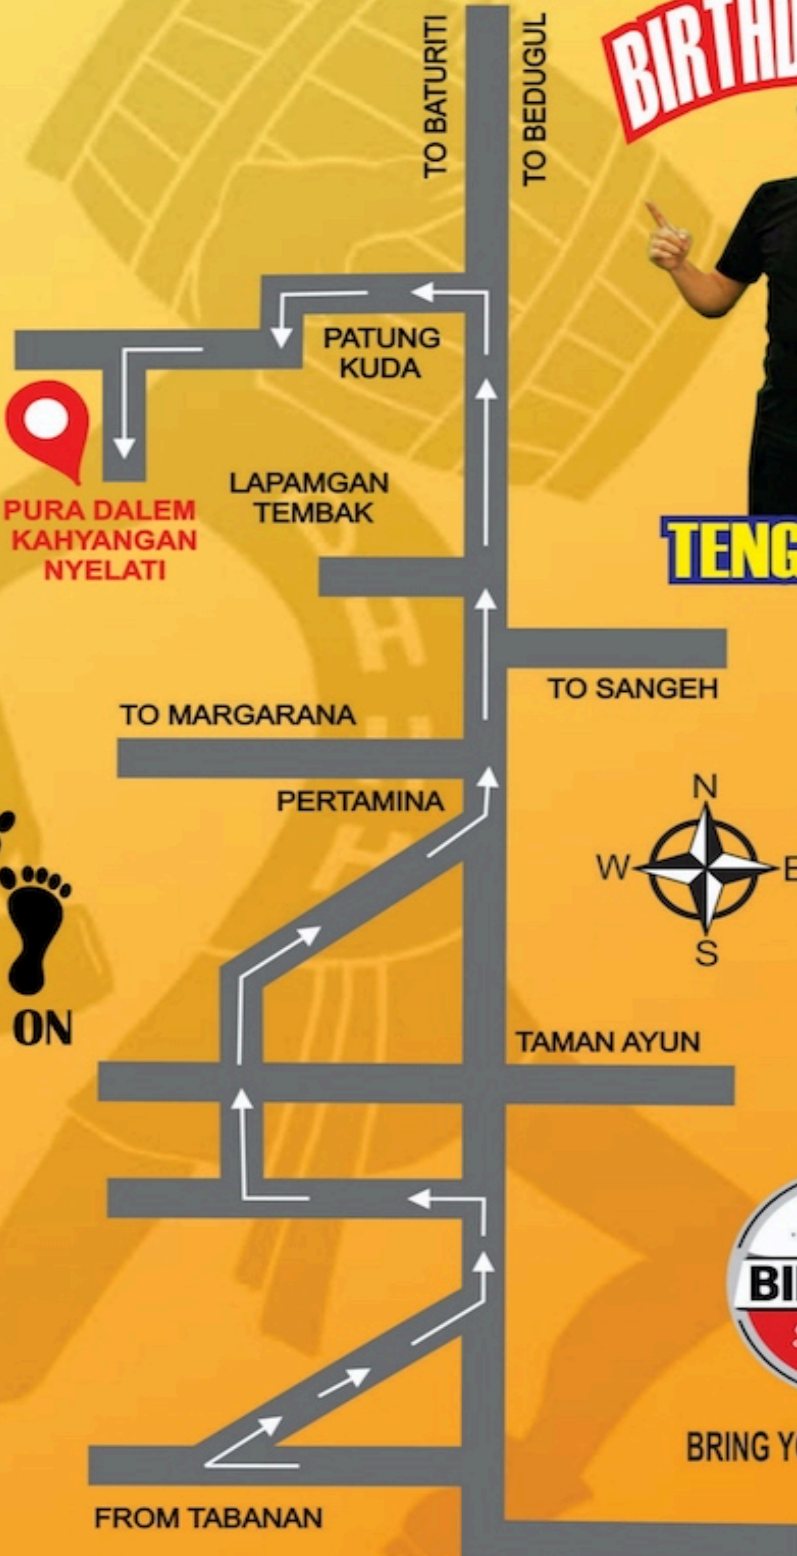 TO BATURITI
TO BEDUGUL
PATUNG
KUDA
LAPAMGAN
TEMBAK
PURA DALEM
KAHYANGAN
NYELATI
TENG
TO SANGEH
TO MARGARANA
PERTAMINA
N
W
E
S
ON
TAMAN AYUN
FROM TABANAN